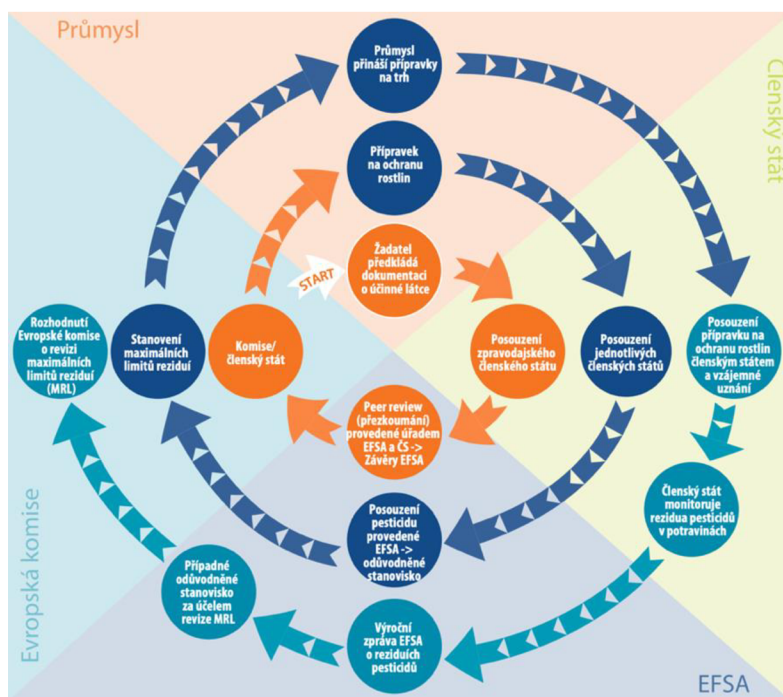 Průmysl
Průmysl
přináší přípravky
na trh
Členský stát
Přípravek
na ochranu
rostlin
Žadatel
předkládá
dokumentaci
o účinné látce
START
Rozhodnutí
Evropské komise
o revizi
maximálních
limitů reziduí
(MRL)
Stanovení
maximálních
limitů reziduí
Komise/
členský stát
Posouzení
zpravodajského
členského státu
Posouzení
jednotlivých
členských států
Posouzení
přípravku na
ochranu rostlin
členským státem
a vzájemné
uznání
Peer review
(přezkoumání)
provedené úřadem
EFSA a ČS ->
Závěry EFSA
Členský stát
monitoruje
rezidua pesticidů
v potravinách
Posouzení
pesticidu
provedené
EFSA ->
odůvodněné
stanovisko
Případné
odůvodněné
stanovisko
za účelem
revize MRL
Výroční
zpráva EFSA
o reziduích
pesticidů
Evropská komise
EFSA